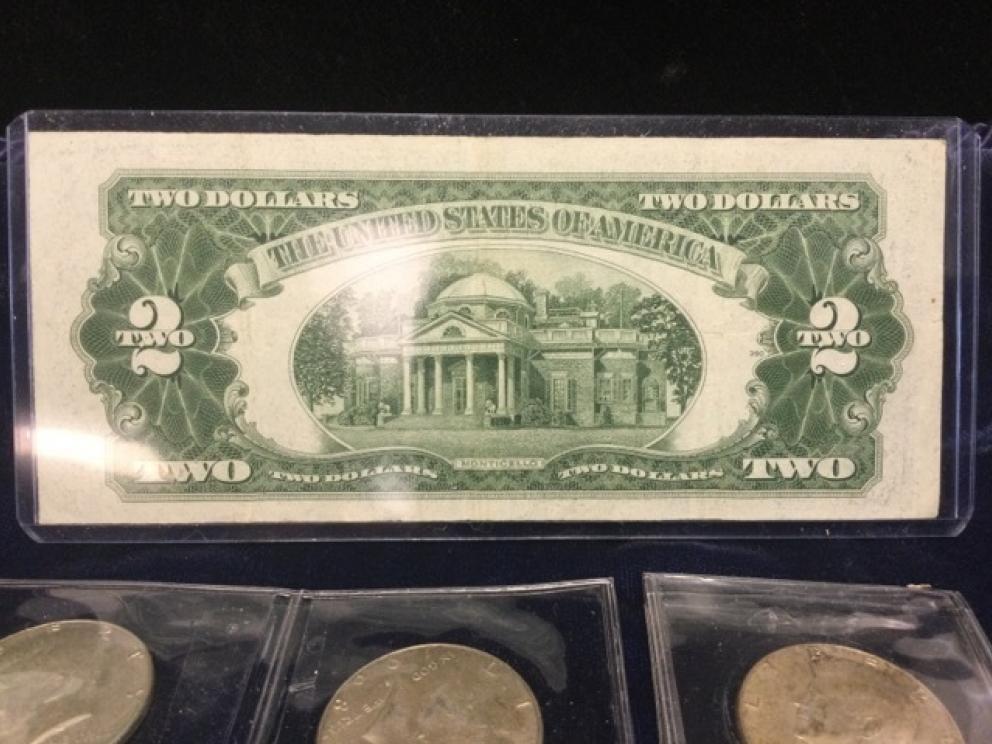 TWO DOLLARS TWO DOLLARS
THE UNITED STATES OF AMERICA
2 2
TWO TWO
TWO TWO DOLLARS MONTICELLO TWO DOLLARS TWO